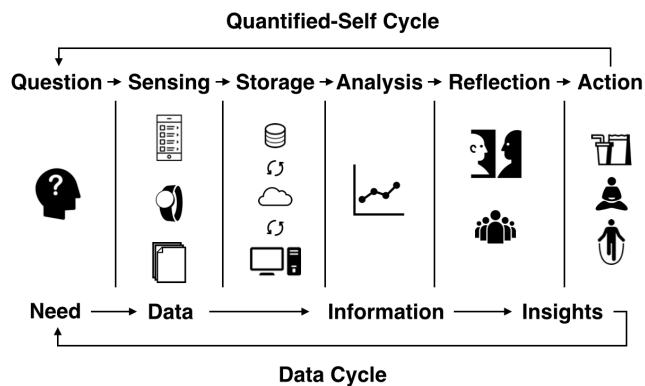 Quantified-Self Cycle
Question → Sensing → Storage → Analysis → Reflection → Action
?
Need → Data → Information → Insights
Data Cycle